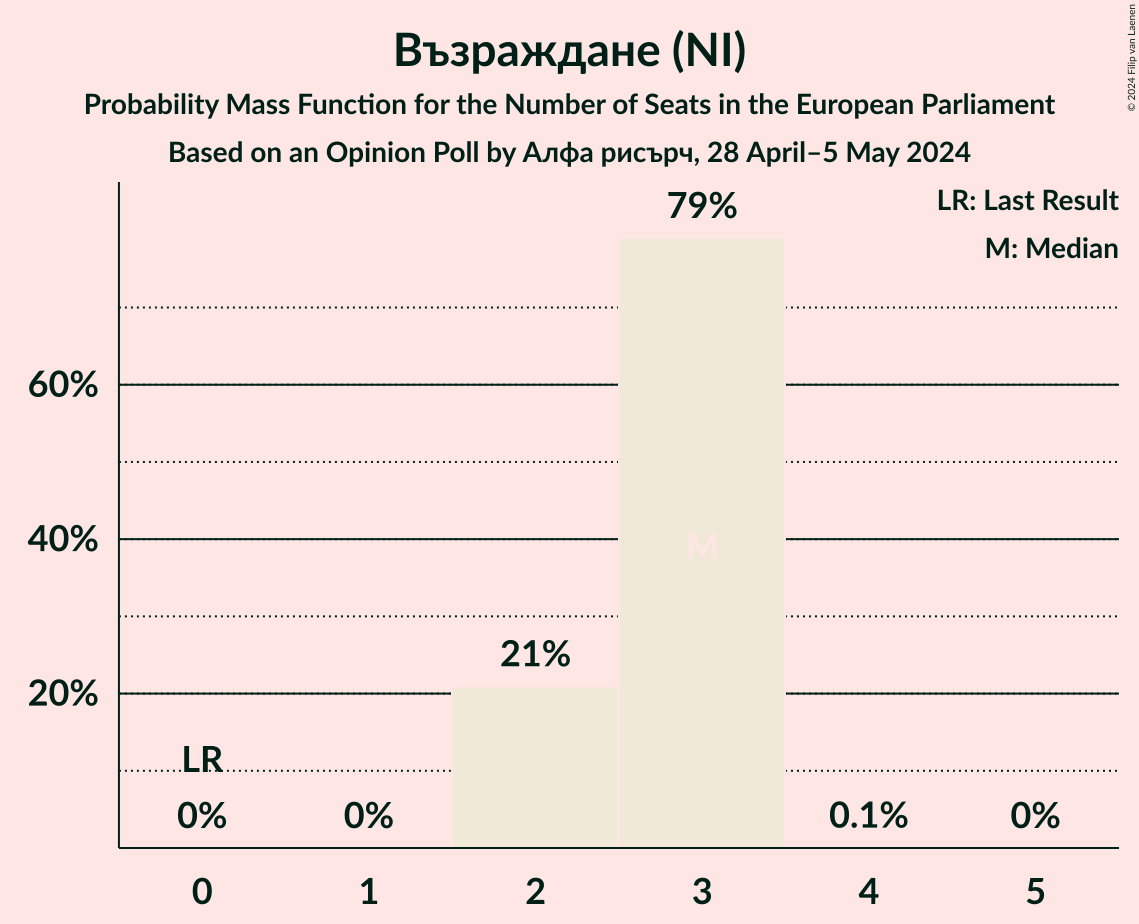 Възраждане (NI)
Probability Mass Function for the Number of Seats in the European Parliament
Based on an Opinion Poll by Алфа рисърч, 28 April–5 May 2024
© 2024 Filip van Laenen
LR: Last Result
M: Median
79%
60%
40%
M
21%
20%
LR
0%
0%
0.1%
0%
0
1
2
3
4
5